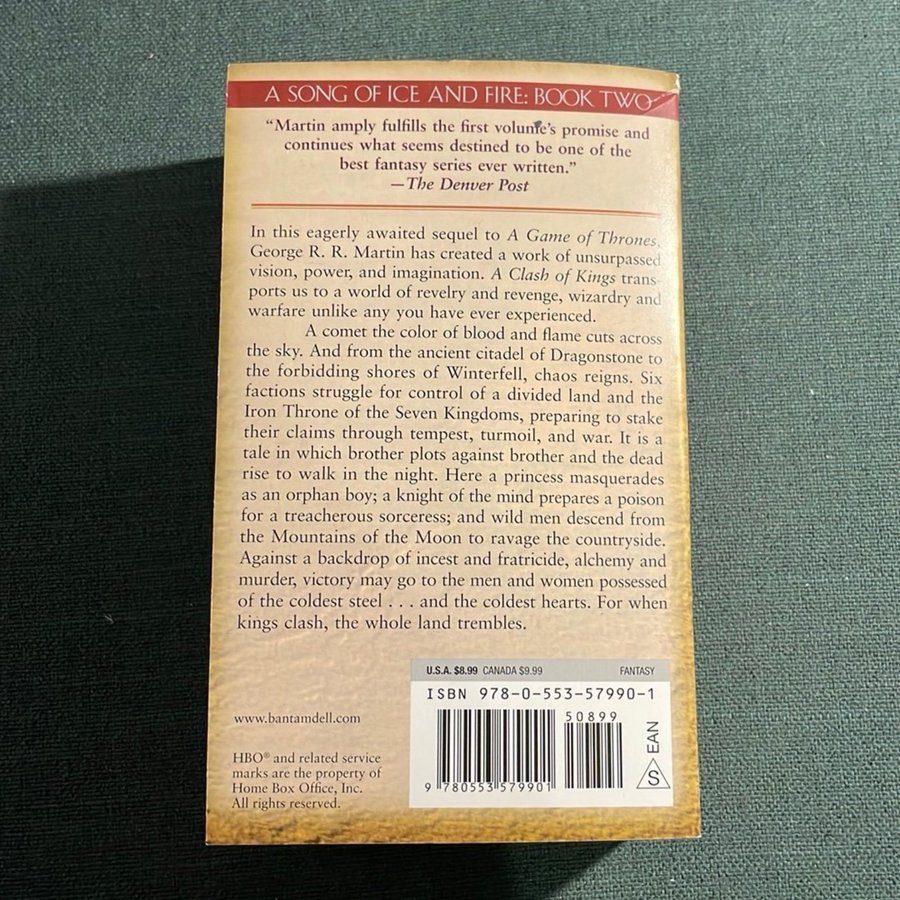 A SONG OF ICE AND FIRE: BOOK TWO
“Martin amply fulfills the first volume’s promise and
continues what seems destined to be one of the
best fantasy series ever written.”
—The Denver Post
In this eagerly awaited sequel to A Game of Thrones,
George R. R. Martin has created a work of unsurpassed
vision, power, and imagination. A Clash of Kings trans-
ports us to a world of revelry and revenge, wizardry and
warfare unlike any you have ever experienced.
A comet the color of blood and flame cuts across
the sky. And from the ancient citadel of Dragonstone to
the forbidding shores of Winterfell, chaos reigns. Six
factions struggle for control of a divided land and the
Iron Throne of the Seven Kingdoms, preparing to stake
their claims through tempest, turmoil, and war. It is a
tale in which brother plots against brother and the dead
rise to walk in the night. Here a princess masquerades
as an orphan boy; a knight of the mind prepares a poison
for a treacherous sorceress; and wild men descend from
the Mountains of the Moon to ravage the countryside.
Against a backdrop of incest and fratricide, alchemy and
murder, victory may go to the men and women possessed
of the coldest steel . . . and the coldest hearts. For when
kings clash, the whole land trembles.
U.S.A. $8.99 CANADA $9.99 FANTASY
ISBN 978-0-553-57990-1
50899
EAN
S
9 780553 579901
www.bantamdell.com
HBO® and related service
marks are the property of
Home Box Office, Inc.
All rights reserved.